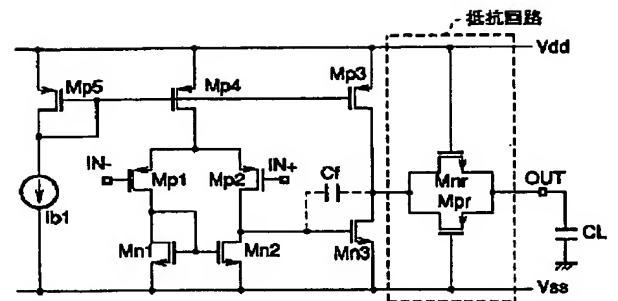 抵抗回路
Vdd
Mp5
Mp4
Mp3
IN-
Mp1
Mp2
IN+
Cf
Mnr
Mpr
OUT
Ib1
CL
Mn1
Mn2
Mn3
Vss